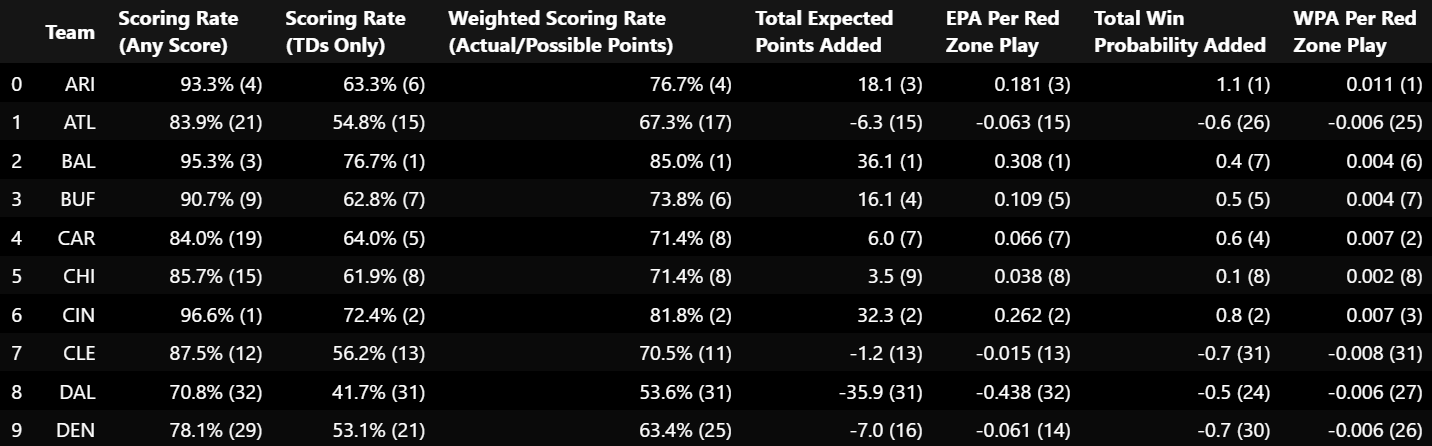 Team Scoring Rate (Any Score) Scoring Rate (TDs Only) Weighted Scoring Rate (Actual/Possible Points) Total Expected Points Added EPA Per Red Zone Play Total Win Probability Added WPA Per Red Zone Play
0 ARI 93.3% (4) 63.3% (6) 76.7% (4) 18.1 (3) 0.181 (3) 1.1 (1) 0.011 (1)
1 ATL 83.9% (21) 54.8% (15) 67.3% (17) -6.3 (15) -0.063 (15) -0.6 (26) -0.006 (25)
2 BAL 95.3% (3) 76.7% (1) 85.0% (1) 36.1 (1) 0.308 (1) 0.4 (7) 0.004 (6)
3 BUF 90.7% (9) 62.8% (7) 73.8% (6) 16.1 (4) 0.109 (5) 0.5 (5) 0.004 (7)
4 CAR 84.0% (19) 64.0% (5) 71.4% (8) 6.0 (7) 0.066 (7) 0.6 (4) 0.007 (2)
5 CHI 85.7% (15) 61.9% (8) 71.4% (8) 3.5 (9) 0.038 (8) 0.1 (8) 0.002 (8)
6 CIN 96.6% (1) 72.4% (2) 81.8% (2) 32.3 (2) 0.262 (2) 0.8 (2) 0.007 (3)
7 CLE 87.5% (12) 56.2% (13) 70.5% (11) -1.2 (13) -0.015 (13) -0.7 (31) -0.008 (31)
8 DAL 70.8% (32) 41.7% (31) 53.6% (31) -35.9 (31) -0.438 (32) -0.5 (24) -0.006 (27)
9 DEN 78.1% (29) 53.1% (21) 63.4% (25) -7.0 (16) -0.061 (14) -0.7 (30) -0.006 (26)